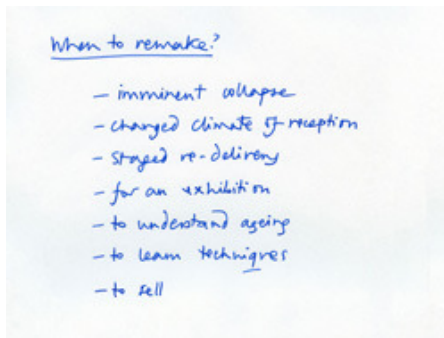 When to remake?
- imminent collapse
- changed climate of reception
- staged re-delivery
- for an exhibition
- to understand ageing
- to learn techniques
- to sell